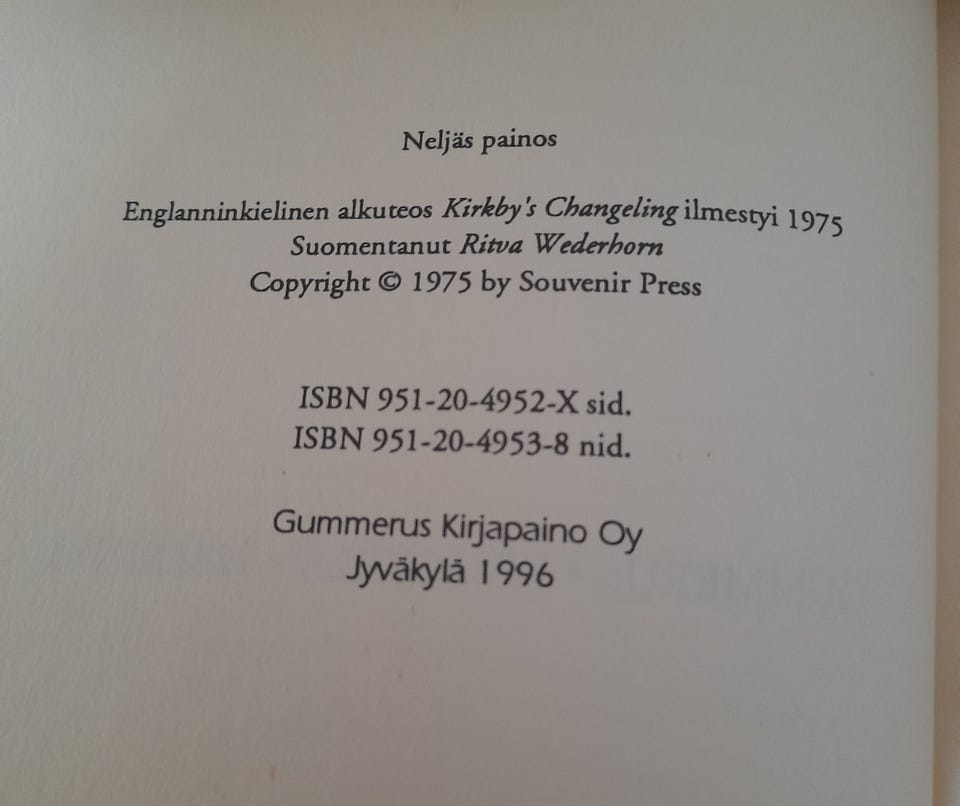 Neljäs painos
Englanninkielinen alkuteos Kirkby's Changeling ilmestyi 1975
Suomentanut Ritva Wederhorn
Copyright © 1975 by Souvenir Press
ISBN 951-20-4952-X sid.
ISBN 951-20-4953-8 nid.
Gummerus Kirjapaino Oy
Jyväkylä 1996